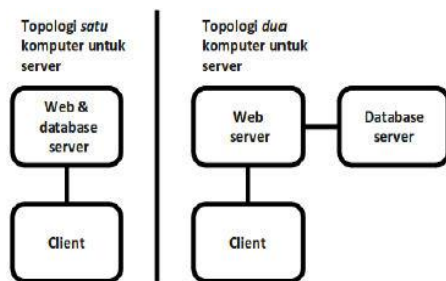 Topologi satu
komputer untuk
server
Web &
database
server
Client
Topologi dua
komputer untuk
server
Web
server
Database
server
Client